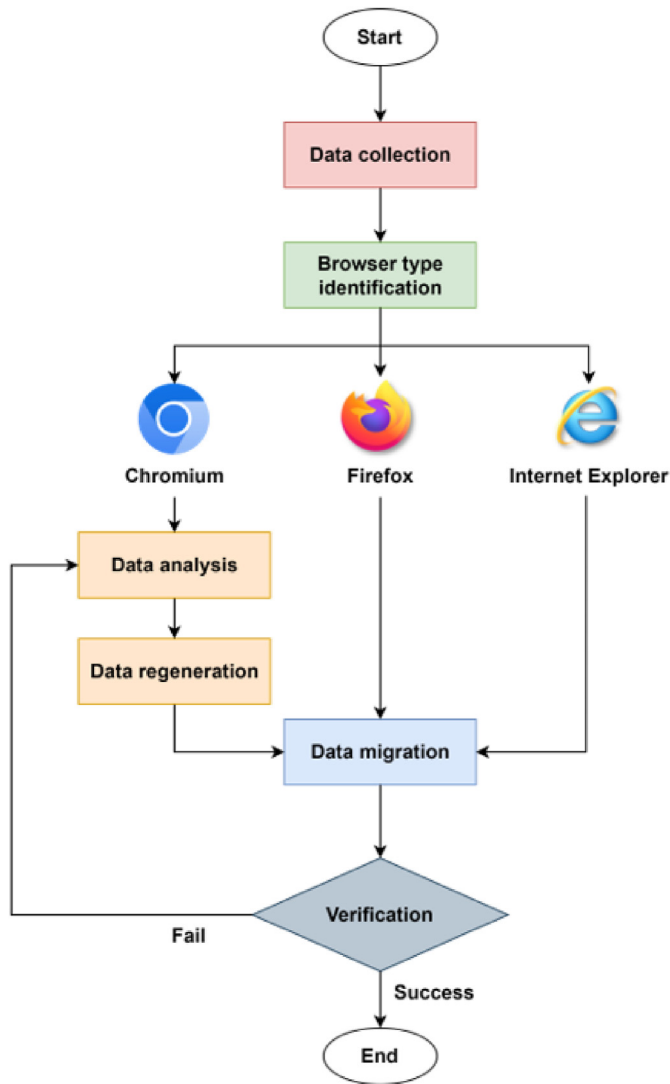 Start
Data collection
Browser type
identification
Chromium
Firefox
Internet Explorer
Data analysis
Data regeneration
Data migration
Verification
Fail
Success
End